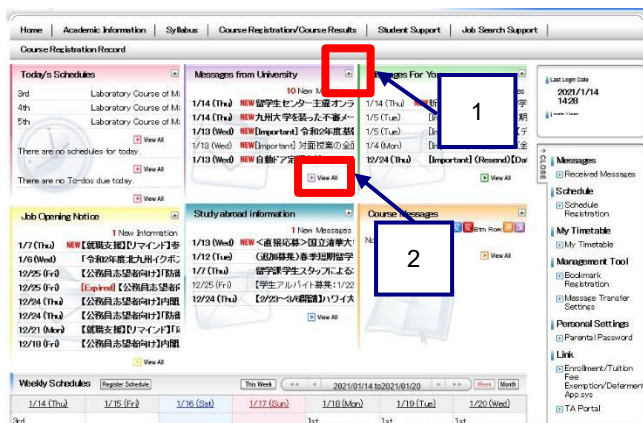 Home | Academic Information | Syllabus | Course Registration/Course Results | Student Support | Job Search Support |
Course Registration Record
Today's Schedules
3rd Laboratory Course of Ma
4th Laboratory Course of Ma
5th Laboratory Course of Ma
View All
There are no schedules for today.
View All
There are no To-dos due today.
View All
Messages from University
10 New
1/14 (Thu) NEW 留学生センター主催オンラ
1/14 (Thu) NEW 九州大学を装った不審メー
1/13 (Wed) NEW [Important] 令和2年度基
1/13 (Wed) [Important] 対面授業の全
1/13 (Wed) NEW 自動ドア定
View All
Messages For You
1/14 (Thu) NEW
1/5 (Tue)
1/5 (Tue)
1/4 (Mon)
12/24 (Thu) [Important] (Resend)
View All
1
2
Last Login Date
2021/1/14
14:28
CLOSE
Messages
Received Messages
Schedule
Schedule
Registration
My Timetable
My Timetable
Management Tool
Bookmark
Registration
Message Transfer
Settings
Personal Settings
Parental Password
Link
Enrollment/Tuition
Fee
Exemption/Deferment
App.sys
TA Portal
Job Opening Notice
1 New Information
1/7 (Thu) NEW 【就職支援】【リマインド】参
1/6 (Wed) 「令和2年度北九州イクボス
12/25 (Fri) 【公務員志望者向け】「防衛
12/25 (Fri) [Expired] 【公務員志望者
12/24 (Thu) 【公務員志望者向け】内閣
12/24 (Thu) 【公務員志望者向け】「防衛
12/21 (Mon) 【就職支援】【リマインド】
12/18 (Fri) 【公務員志望者向け】内閣
View All
Study abroad information
1 New Messages
1/13 (Wed) NEW <直接応募>国立清華大
1/12 (Tue) (追加募集)春季短期留学
1/7 (Thu) 留学課学生スタッフによる
12/25 (Fri) 【学生アルバイト募集：1/22
12/24 (Thu) 【2/23～3/6開講】ハワイ大
View All
Course Messages
View All
Weekly Schedules Register Schedule This Week 2021/01/14 to2021/01/20 Week Month
1/14 (Thu) 1/15 (Fri) 1/16 (Sat) 1/17 (Sun) 1/18 (Mon) 1/19 (Tue) 1/20 (Wed)
3rd 1st 1st 1st